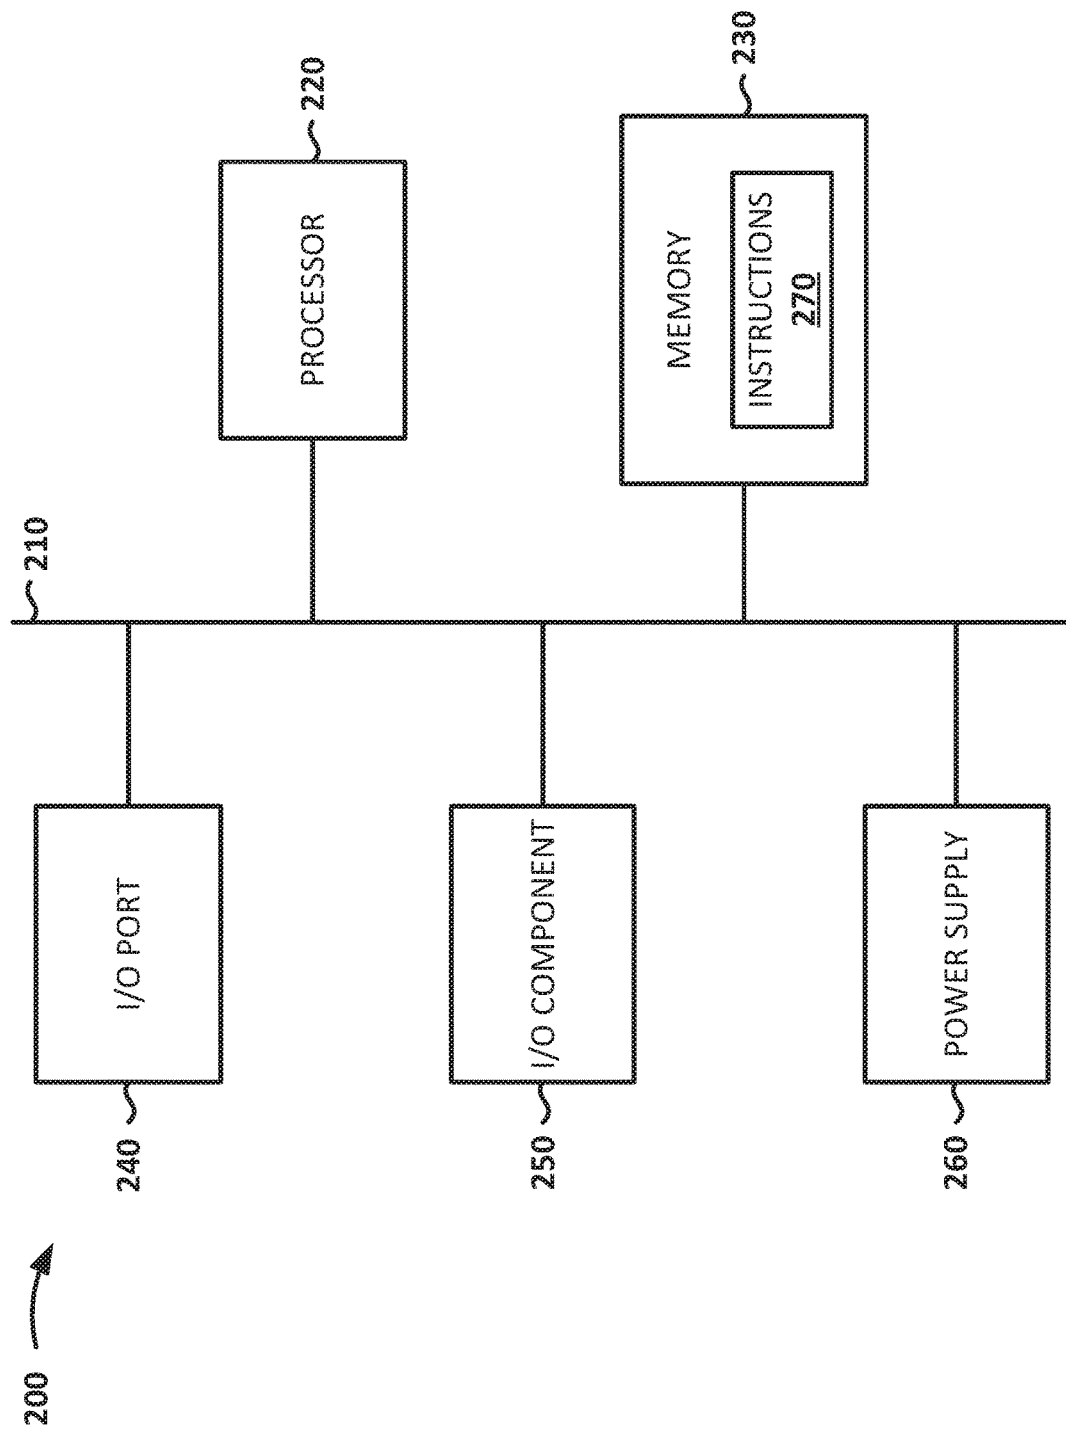 200
210
240
I/O PORT
PROCESSOR
220
250
I/O COMPONENT
MEMORY
230
INSTRUCTIONS
270
260
POWER SUPPLY